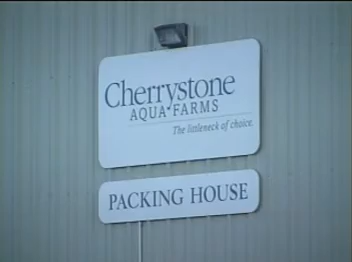 Cherrystone
AQUA·FARMS
The littleneck of choice.
PACKING HOUSE